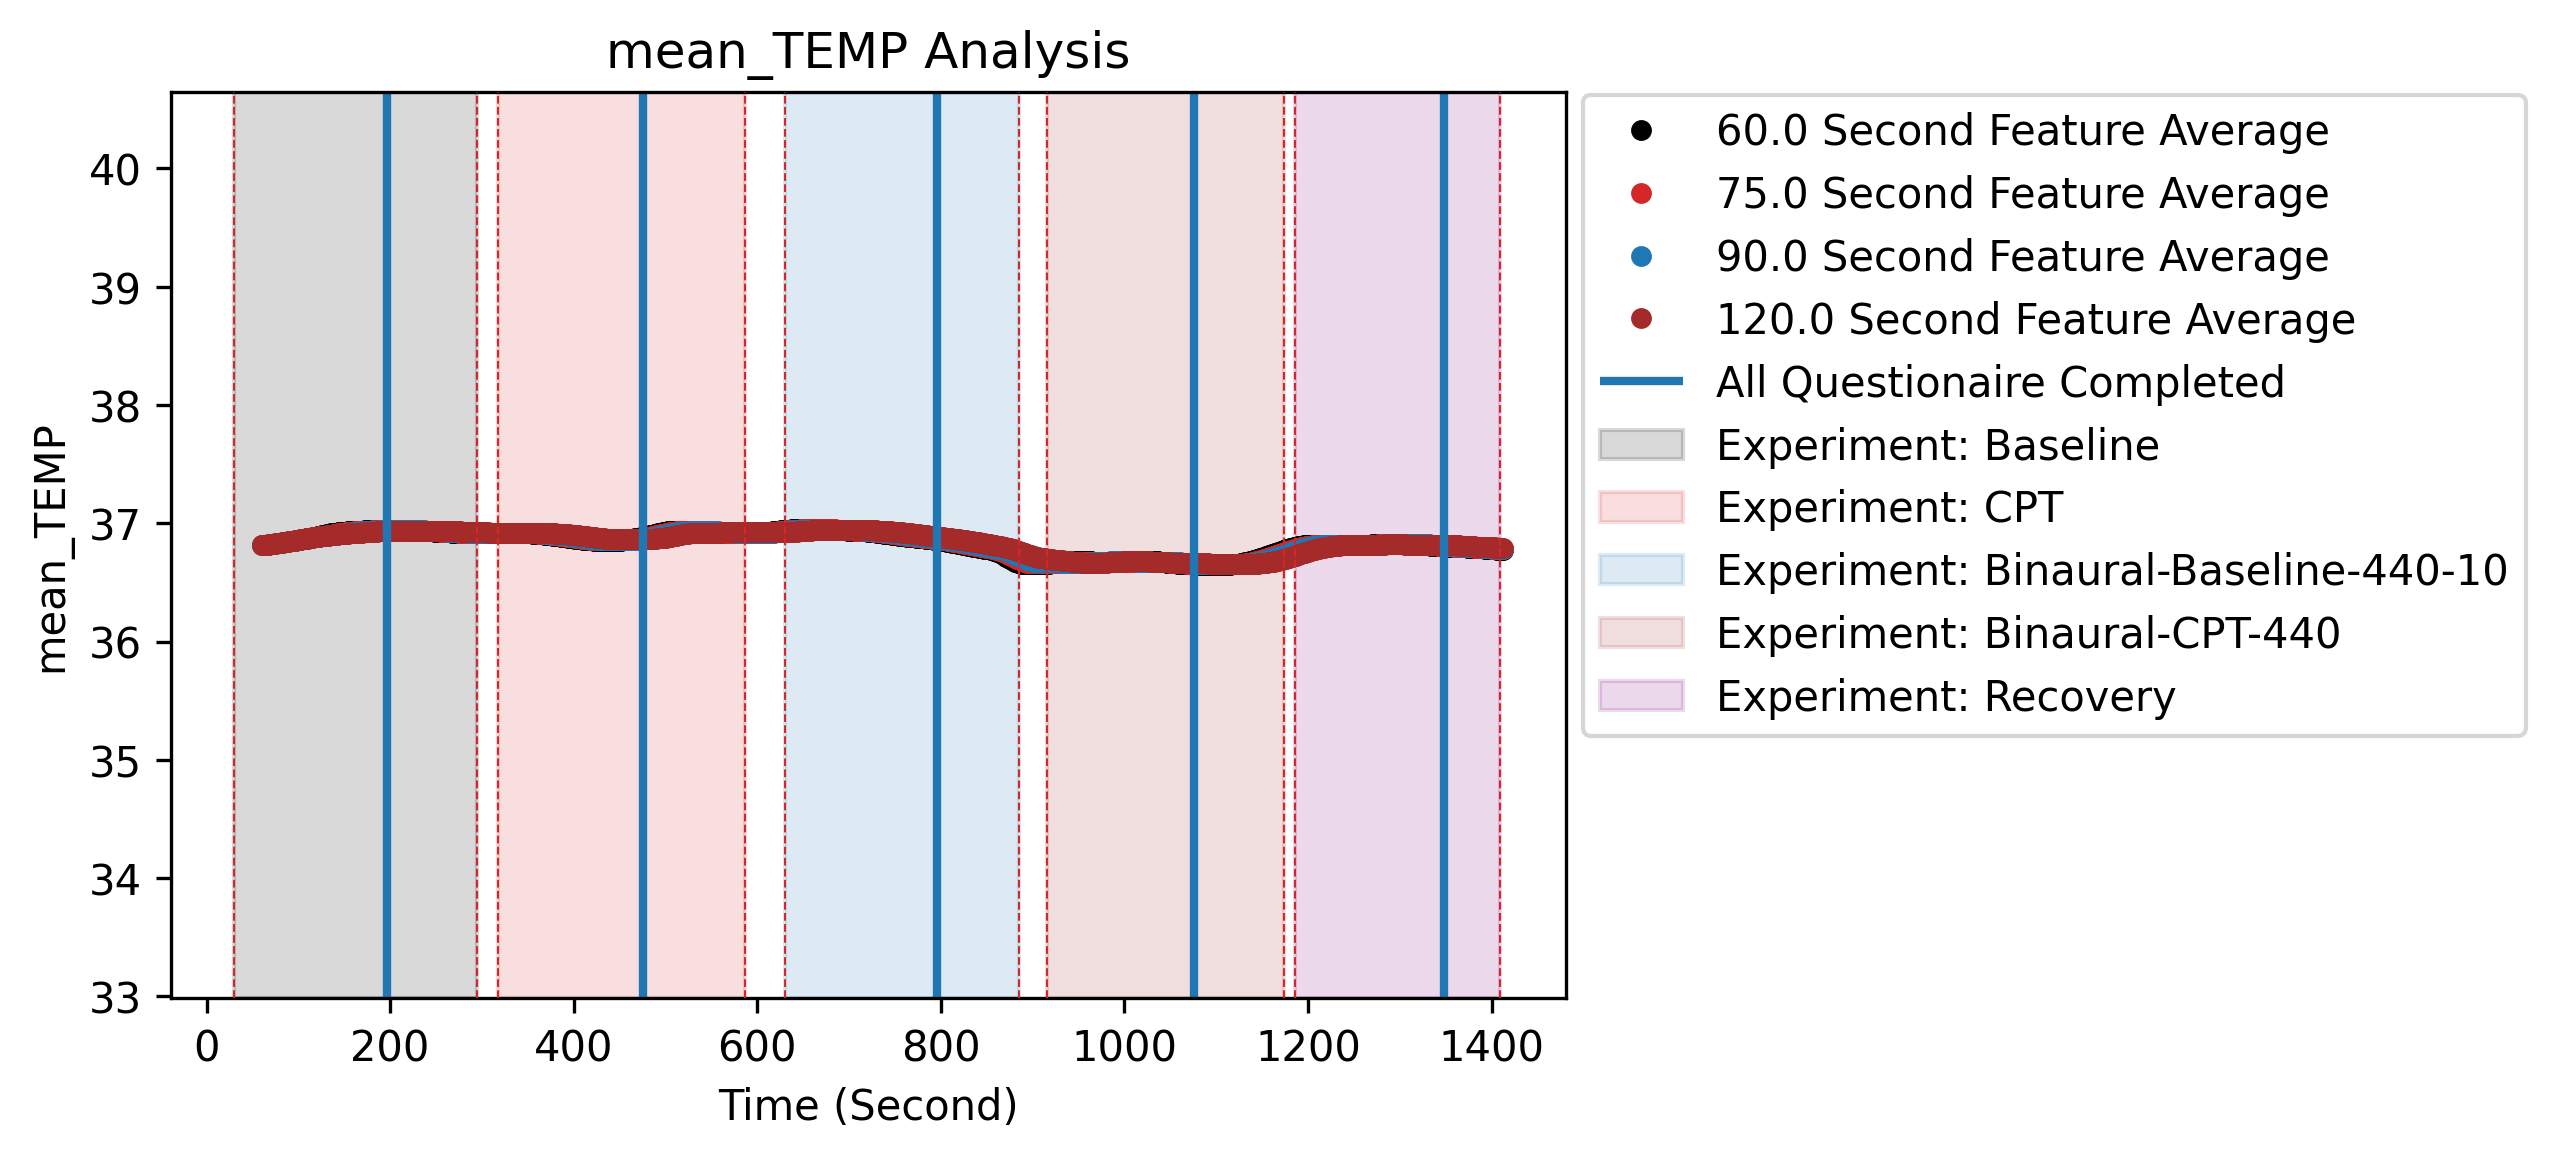 mean_TEMP Analysis
40
39
38
37
36
35
34
33
mean_TEMP
0 200 400 600 800 1000 1200 1400
Time (Second)
60.0 Second Feature Average
75.0 Second Feature Average
90.0 Second Feature Average
120.0 Second Feature Average
All Questionaire Completed
Experiment: Baseline
Experiment: CPT
Experiment: Binaural-Baseline-440-10
Experiment: Binaural-CPT-440
Experiment: Recovery